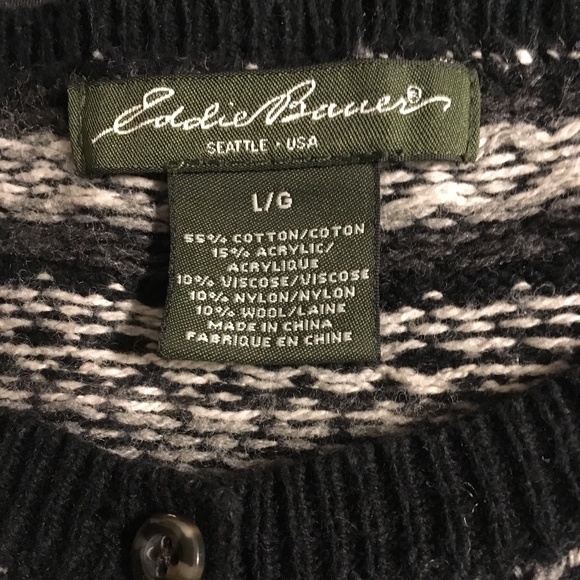 Eddie Bauer®
SEATTLE • USA
L/G
55% COTTON/COTON
15% ACRYLIC/
ACRYLIQUE
10% VISCOSE/VISCOSE
10% NYLON/NYLON
10% WOOL/LAINE
MADE IN CHINA
FABRIQUE EN CHINE